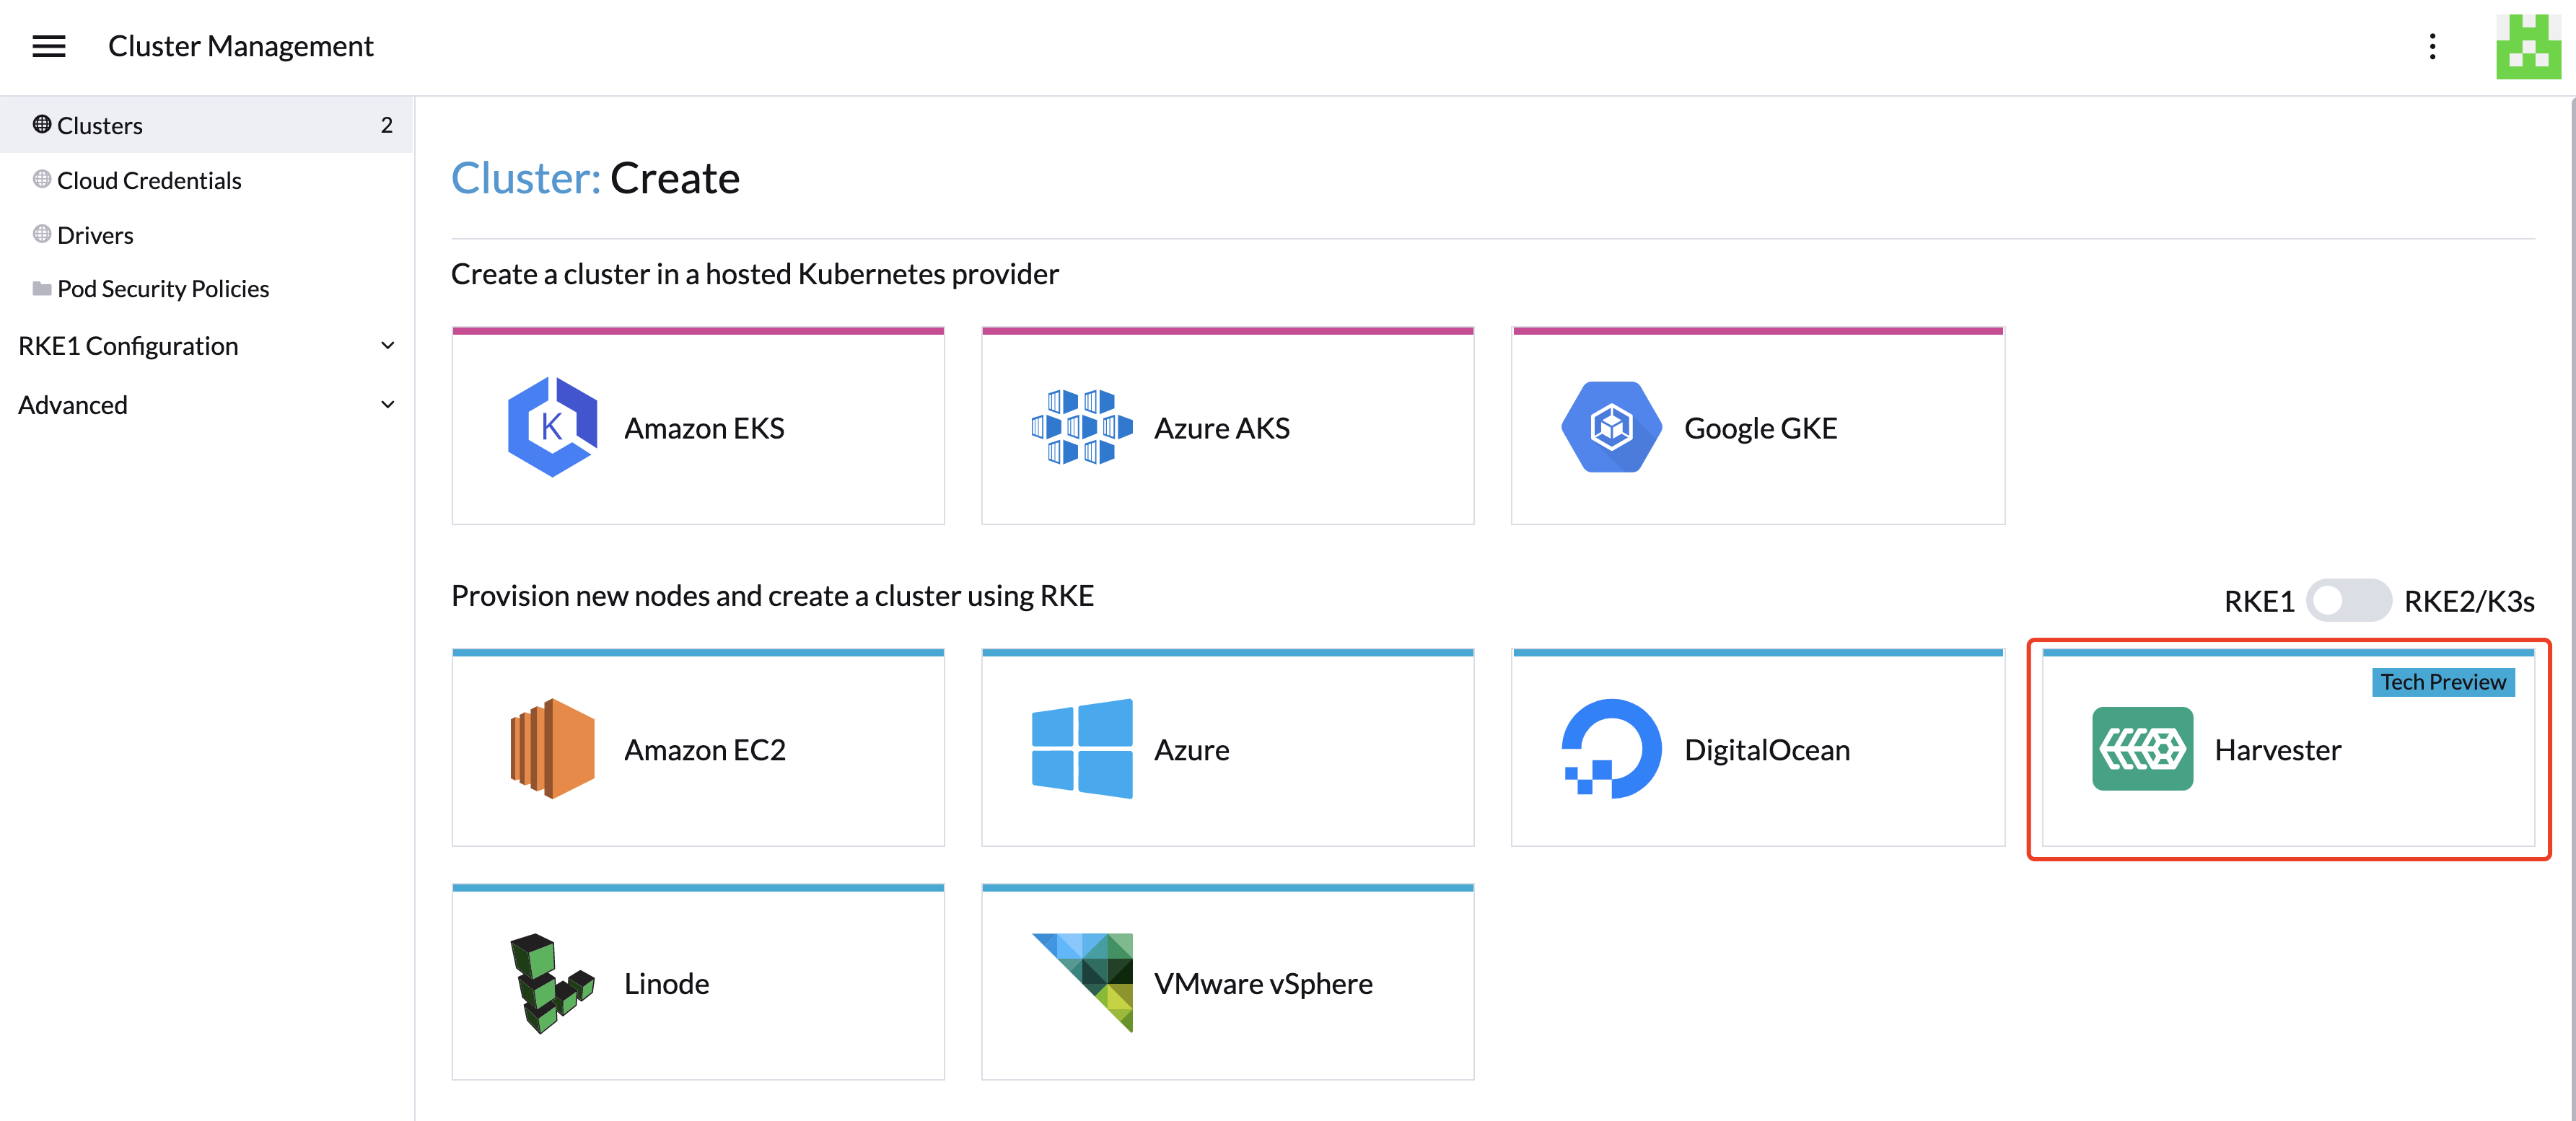 Cluster Management
Clusters 2
Cloud Credentials
Drivers
Pod Security Policies
RKE1 Configuration
Advanced
Cluster: Create
Create a cluster in a hosted Kubernetes provider
K
Amazon EKS
Azure AKS
Google GKE
Provision new nodes and create a cluster using RKE
RKE1 RKE2/K3s
Amazon EC2
Azure
DigitalOcean
Tech Preview
Harvester
Linode
VMware vSphere